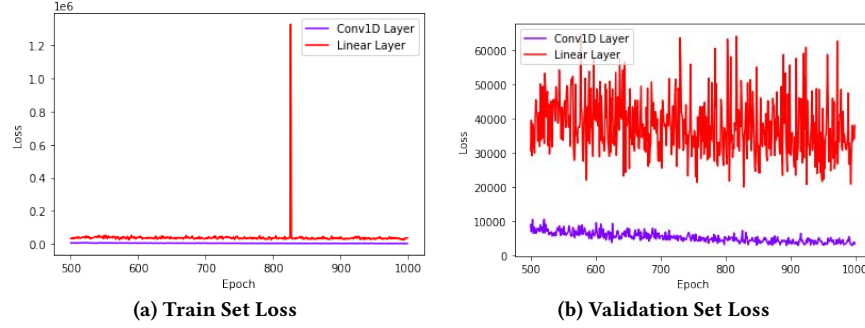 1e6
Conv1D Layer
Linear Layer
1.2
1.0
0.8
0.6
0.4
0.2
0.0
Loss
500 600 700 800 900 1000
Epoch
(a) Train Set Loss
Conv1D Layer
Linear Layer
60000
50000
40000
30000
20000
10000
0
Loss
500 600 700 800 900 1000
Epoch
(b) Validation Set Loss